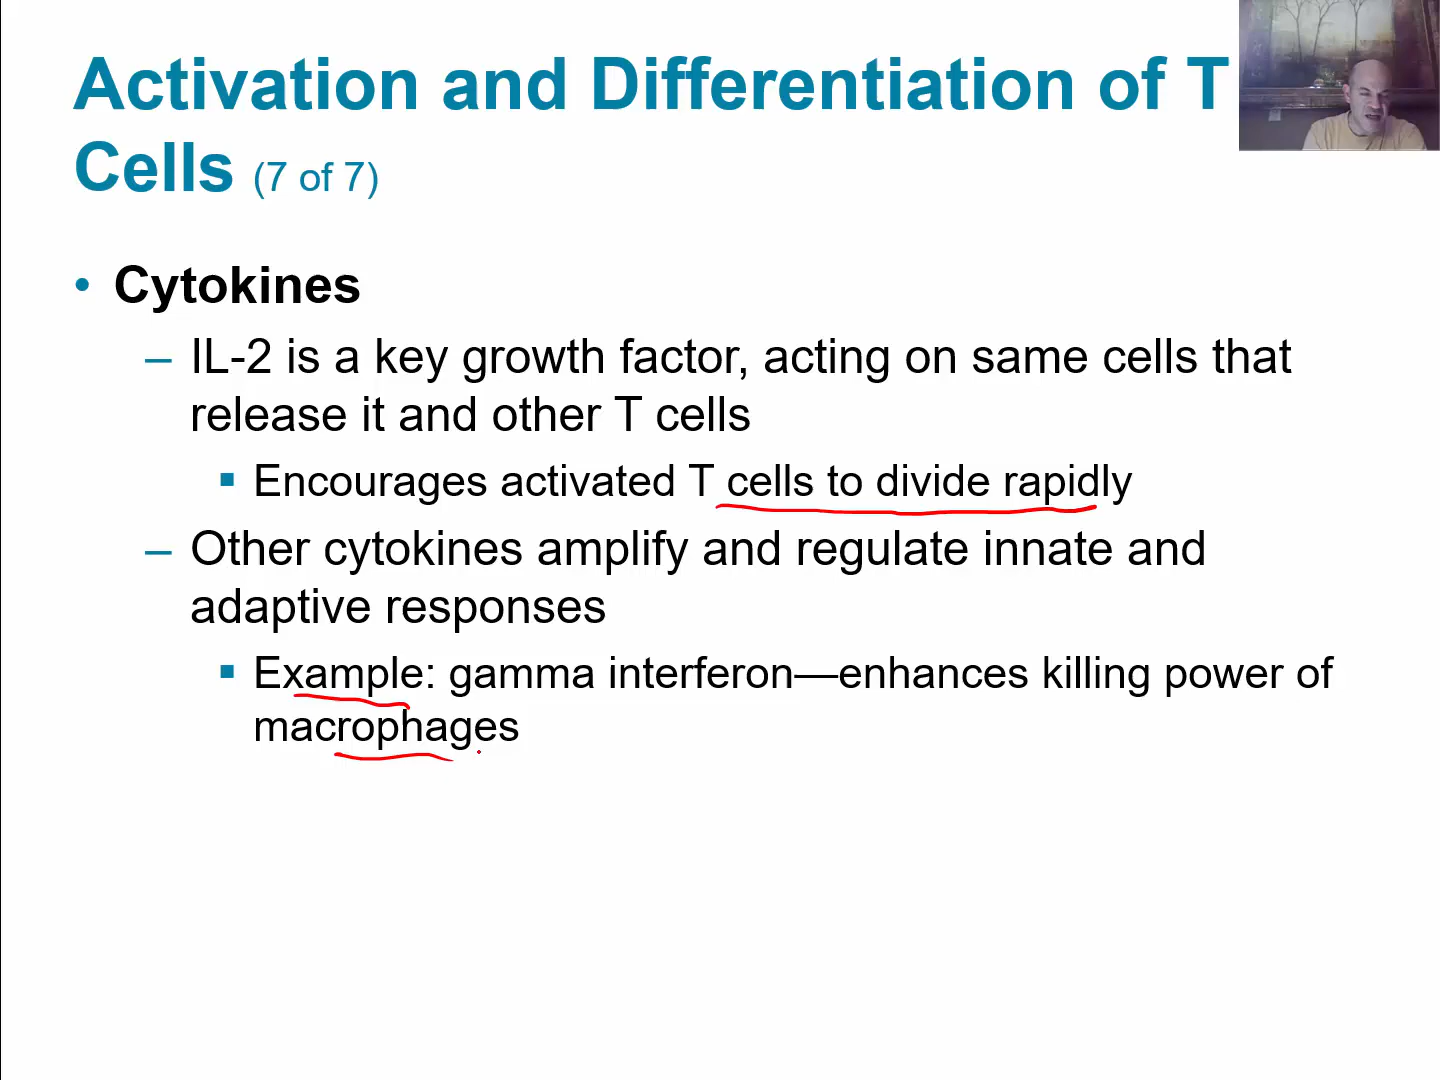 Activation and Differentiation of T
Cells (7 of 7)
• Cytokines
– IL-2 is a key growth factor, acting on same cells that
release it and other T cells
▪ Encourages activated T cells to divide rapidly
– Other cytokines amplify and regulate innate and
adaptive responses
▪ Example: gamma interferon—enhances killing power of
macrophages